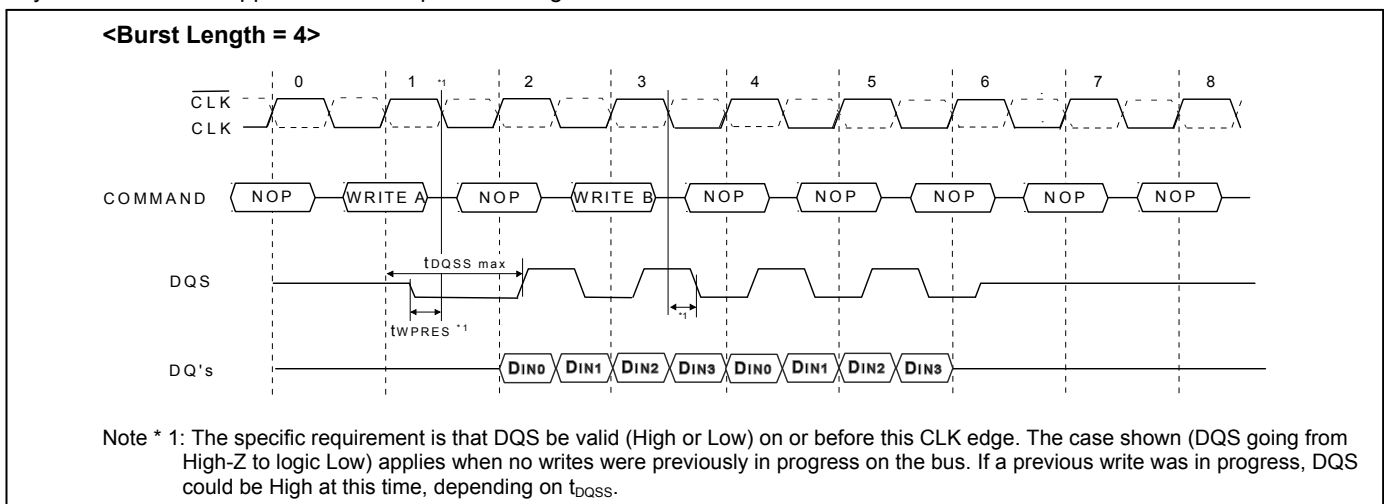 <Burst Length = 4>
0 1 *1 2 3 4 5 6 7 8
CLK
CLK
COMMAND NOP WRITE A NOP WRITE B NOP NOP NOP NOP NOP
tDQSS max
DQS
*1
tWPRES *1
DQ's DIN0 DIN1 DIN2 DIN3 DIN0 DIN1 DIN2 DIN3
Note * 1: The specific requirement is that DQS be valid (High or Low) on or before this CLK edge. The case shown (DQS going from
High-Z to logic Low) applies when no writes were previously in progress on the bus. If a previous write was in progress, DQS
could be High at this time, depending on tDQSS.